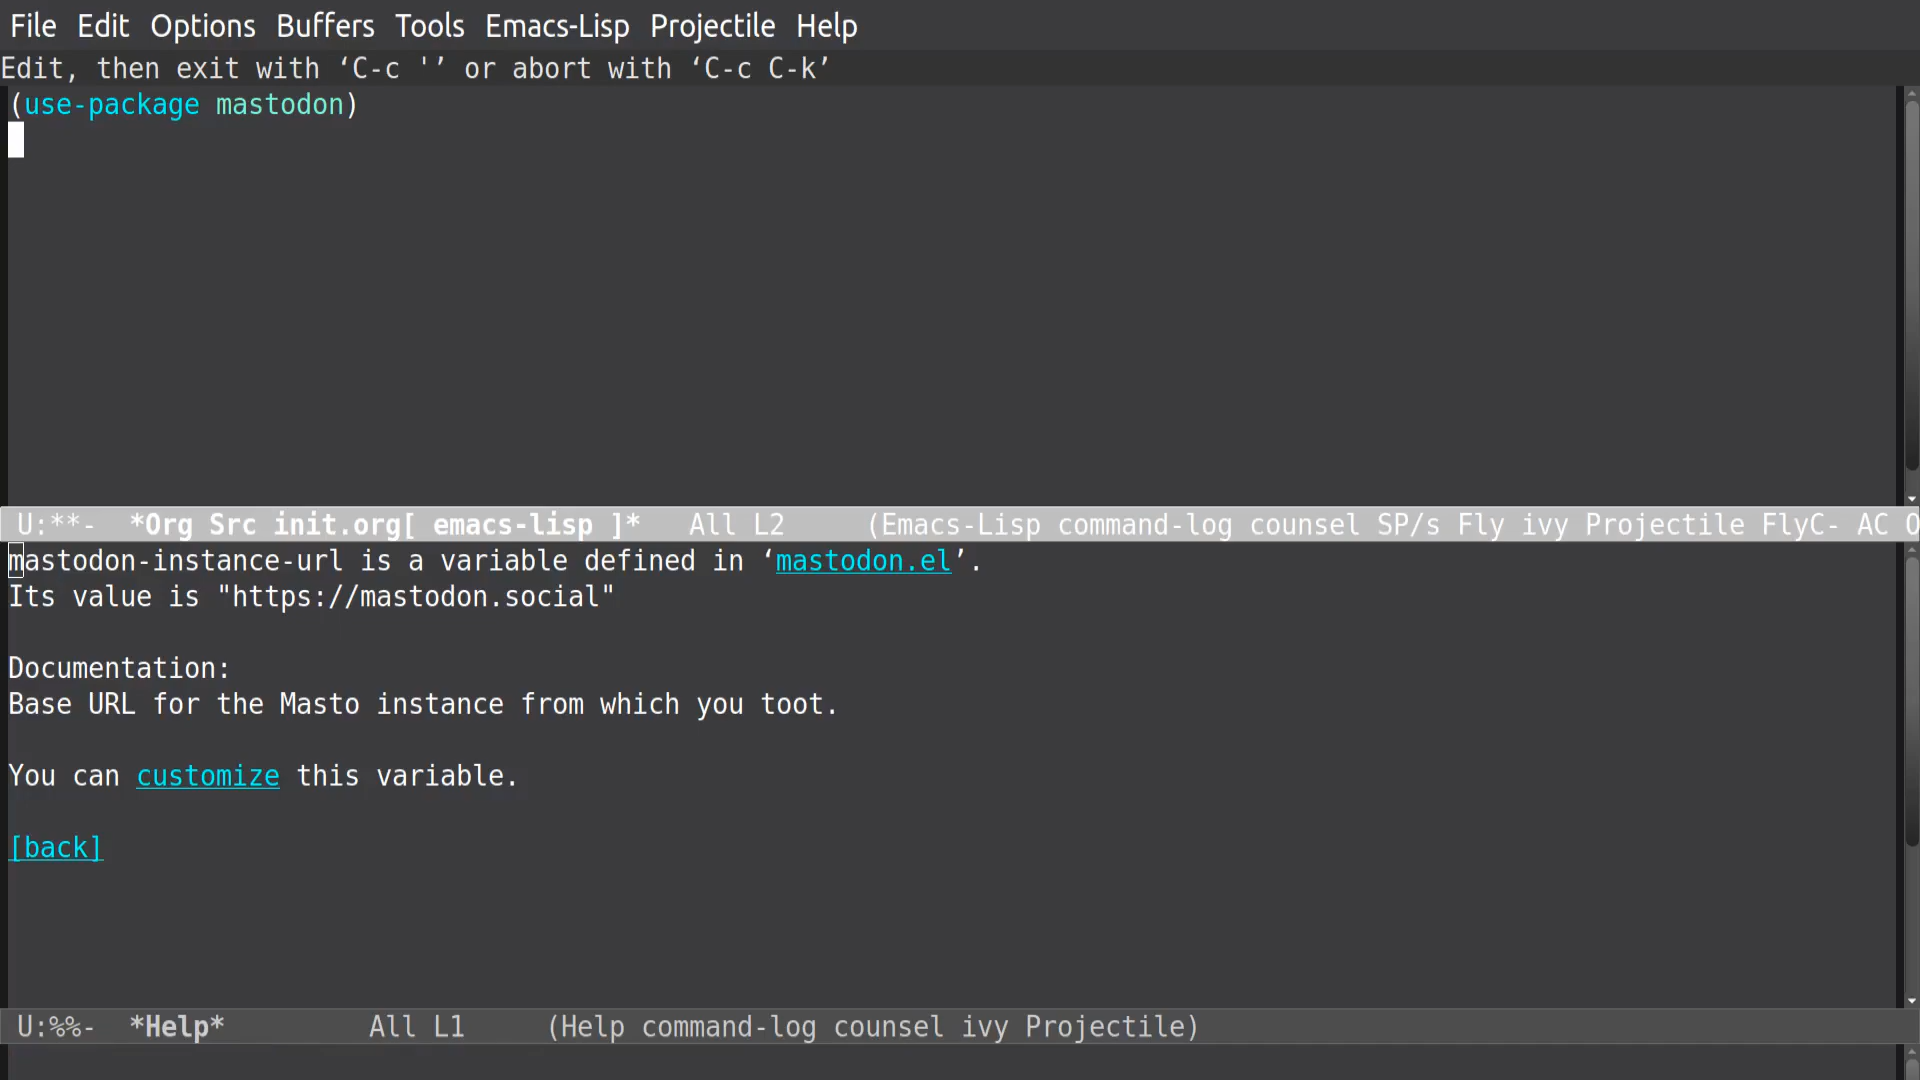 File Edit Options Buffers Tools Emacs-Lisp Projectile Help
Edit, then exit with ‘C-c '’ or abort with ‘C-c C-k’
(use-package mastodon)
U:**-  *Org Src init.org[ emacs-lisp ]*   All L2     (Emacs-Lisp command-log counsel SP/s Fly ivy Projectile FlyC- AC O
mastodon-instance-url is a variable defined in ‘mastodon.el’.
Its value is "https://mastodon.social"
Documentation:
Base URL for the Masto instance from which you toot.
You can customize this variable.
[back]
U:%%-  *Help*         All L1     (Help command-log counsel ivy Projectile)